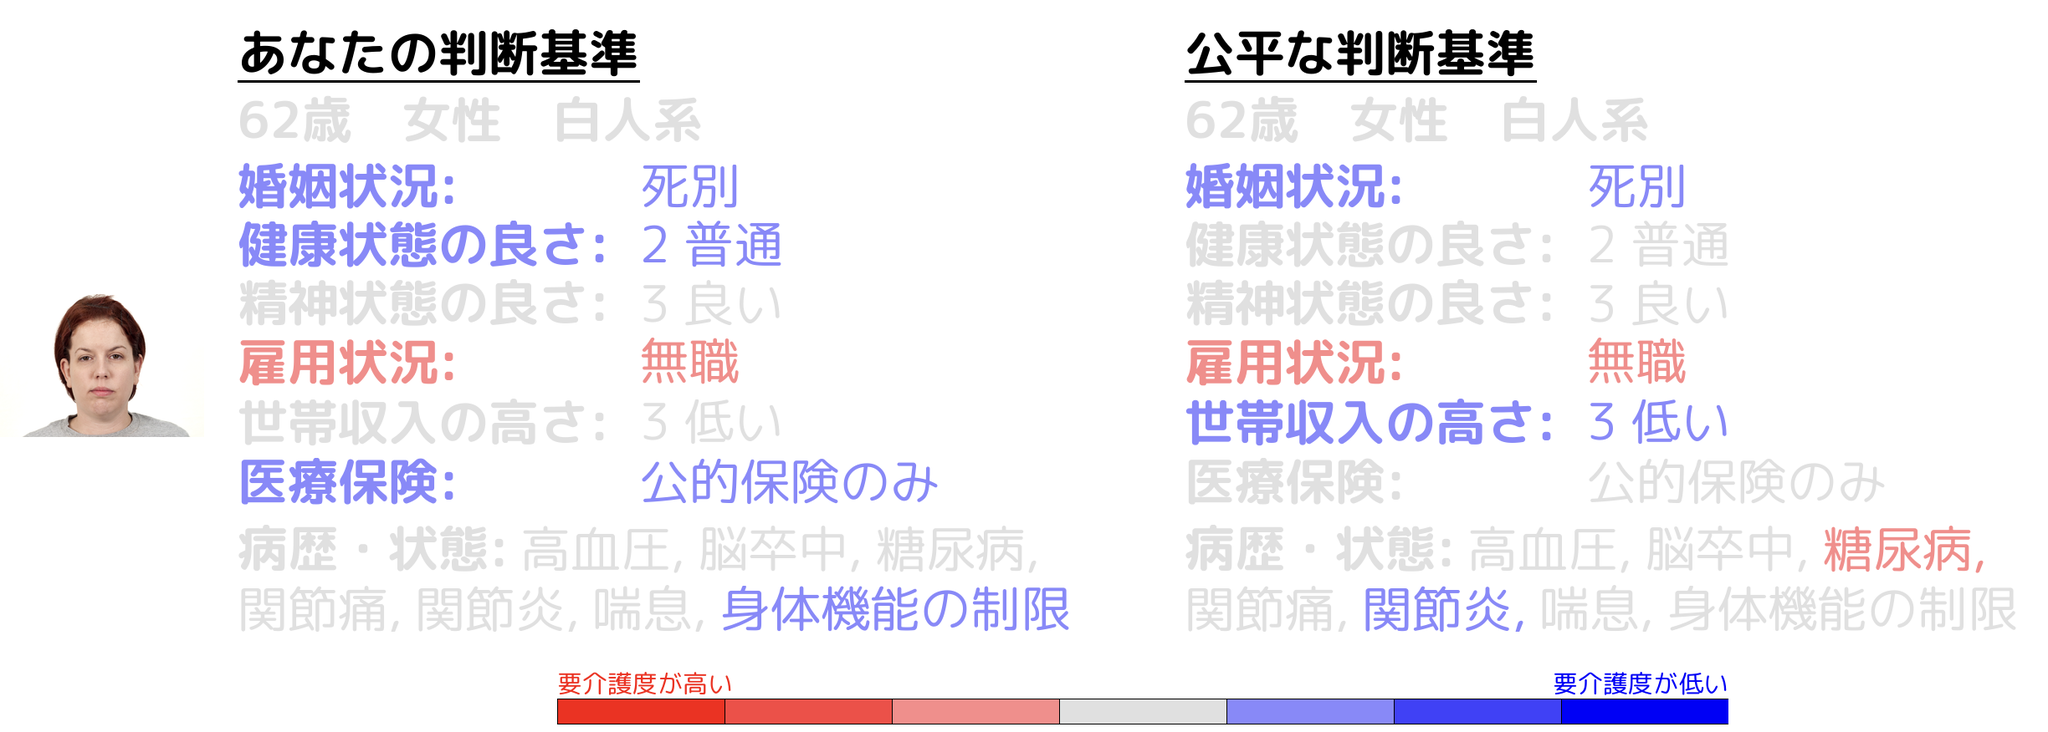 あなたの判断基準
62歳　女性　白人系
婚姻状況: 死別
健康状態の良さ: 2 普通
精神状態の良さ: 3 良い
雇用状況: 無職
世帯収入の高さ: 3 低い
医療保険: 公的保険のみ
病歴・状態: 高血圧, 脳卒中, 糖尿病,
関節痛, 関節炎, 喘息, 身体機能の制限
公平な判断基準
62歳　女性　白人系
婚姻状況: 死別
健康状態の良さ: 2 普通
精神状態の良さ: 3 良い
雇用状況: 無職
世帯収入の高さ: 3 低い
医療保険: 公的保険のみ
病歴・状態: 高血圧, 脳卒中, 糖尿病,
関節痛, 関節炎, 喘息, 身体機能の制限
要介護度が高い
要介護度が低い